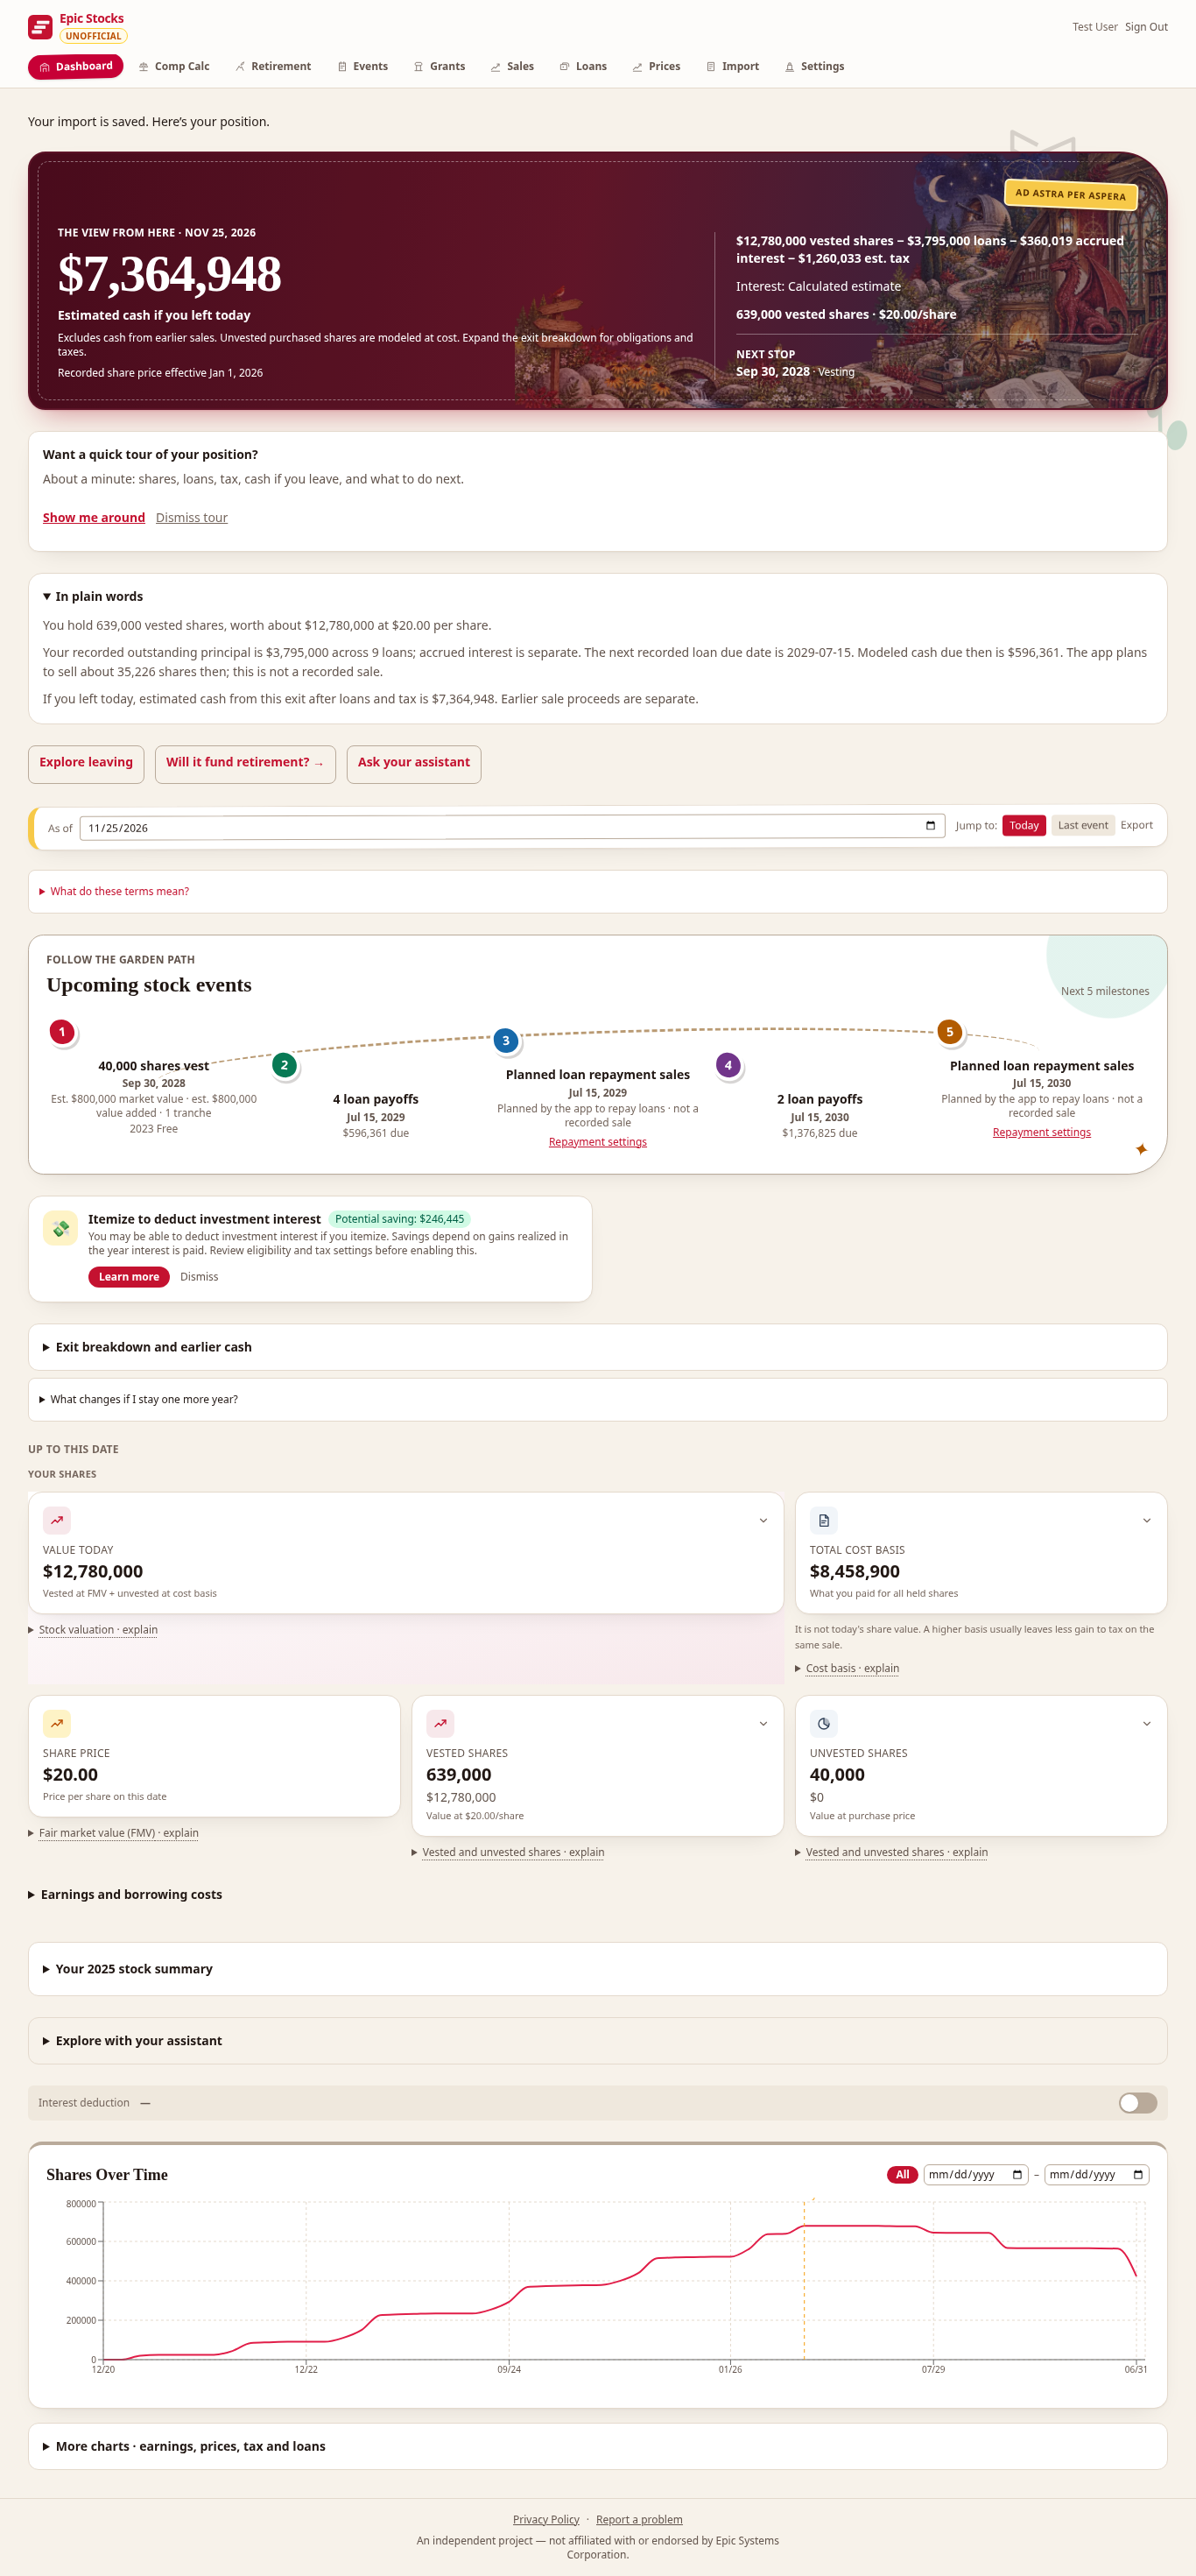 Epic Stocks
UNOFFICIAL
Test User Sign Out
Dashboard Comp Calc Retirement Events Grants Sales Loans Prices Import Settings
Your import is saved. Here's your position.
AD ASTRA PER ASPERA
THE VIEW FROM HERE · NOV 25, 2026
$7,364,948
Estimated cash if you left today
Excludes cash from earlier sales. Unvested purchased shares are modeled at cost. Expand the exit breakdown for obligations and
taxes.
Recorded share price effective Jan 1, 2026
$12,780,000 vested shares − $3,795,000 loans − $360,019 accrued
interest − $1,260,033 est. tax
Interest: Calculated estimate
639,000 vested shares · $20.00/share
NEXT STOP
Sep 30, 2028 · Vesting
Want a quick tour of your position?
About a minute: shares, loans, tax, cash if you leave, and what to do next.
Show me around Dismiss tour
In plain words
You hold 639,000 vested shares, worth about $12,780,000 at $20.00 per share.
Your recorded outstanding principal is $3,795,000 across 9 loans; accrued interest is separate. The next recorded loan due date is 2029-07-15. Modeled cash due then is $596,361. The app plans
to sell about 35,226 shares then; this is not a recorded sale.
If you left today, estimated cash from this exit after loans and tax is $7,364,948. Earlier sale proceeds are separate.
Explore leaving Will it fund retirement? → Ask your assistant
As of 11/25/2026 Jump to: Today Last event Export
What do these terms mean?
FOLLOW THE GARDEN PATH
Upcoming stock events
Next 5 milestones
1
40,000 shares vest
Sep 30, 2028
Est. $800,000 market value · est. $800,000
value added · 1 tranche
2023 Free
2
4 loan payoffs
Jul 15, 2029
$596,361 due
3
Planned loan repayment sales
Jul 15, 2029
Planned by the app to repay loans · not a
recorded sale
Repayment settings
4
2 loan payoffs
Jul 15, 2030
$1,376,825 due
5
Planned loan repayment sales
Jul 15, 2030
Planned by the app to repay loans · not a
recorded sale
Repayment settings
Itemize to deduct investment interest Potential saving: $246,445
You may be able to deduct investment interest if you itemize. Savings depend on gains realized in
the year interest is paid. Review eligibility and tax settings before enabling this.
Learn more Dismiss
Exit breakdown and earlier cash
What changes if I stay one more year?
UP TO THIS DATE
YOUR SHARES
VALUE TODAY
$12,780,000
Vested at FMV + unvested at cost basis
Stock valuation · explain
TOTAL COST BASIS
$8,458,900
What you paid for all held shares
It is not today's share value. A higher basis usually leaves less gain to tax on the
same sale.
Cost basis · explain
SHARE PRICE
$20.00
Price per share on this date
Fair market value (FMV) · explain
VESTED SHARES
639,000
$12,780,000
Value at $20.00/share
Vested and unvested shares · explain
UNVESTED SHARES
40,000
$0
Value at purchase price
Vested and unvested shares · explain
Earnings and borrowing costs
Your 2025 stock summary
Explore with your assistant
Interest deduction —
Shares Over Time
All mm/dd/yyyy – mm/dd/yyyy
800000
600000
400000
200000
0
12/20 12/22 09/24 01/26 07/29 06/31
More charts · earnings, prices, tax and loans
Privacy Policy · Report a problem
An independent project — not affiliated with or endorsed by Epic Systems
Corporation.